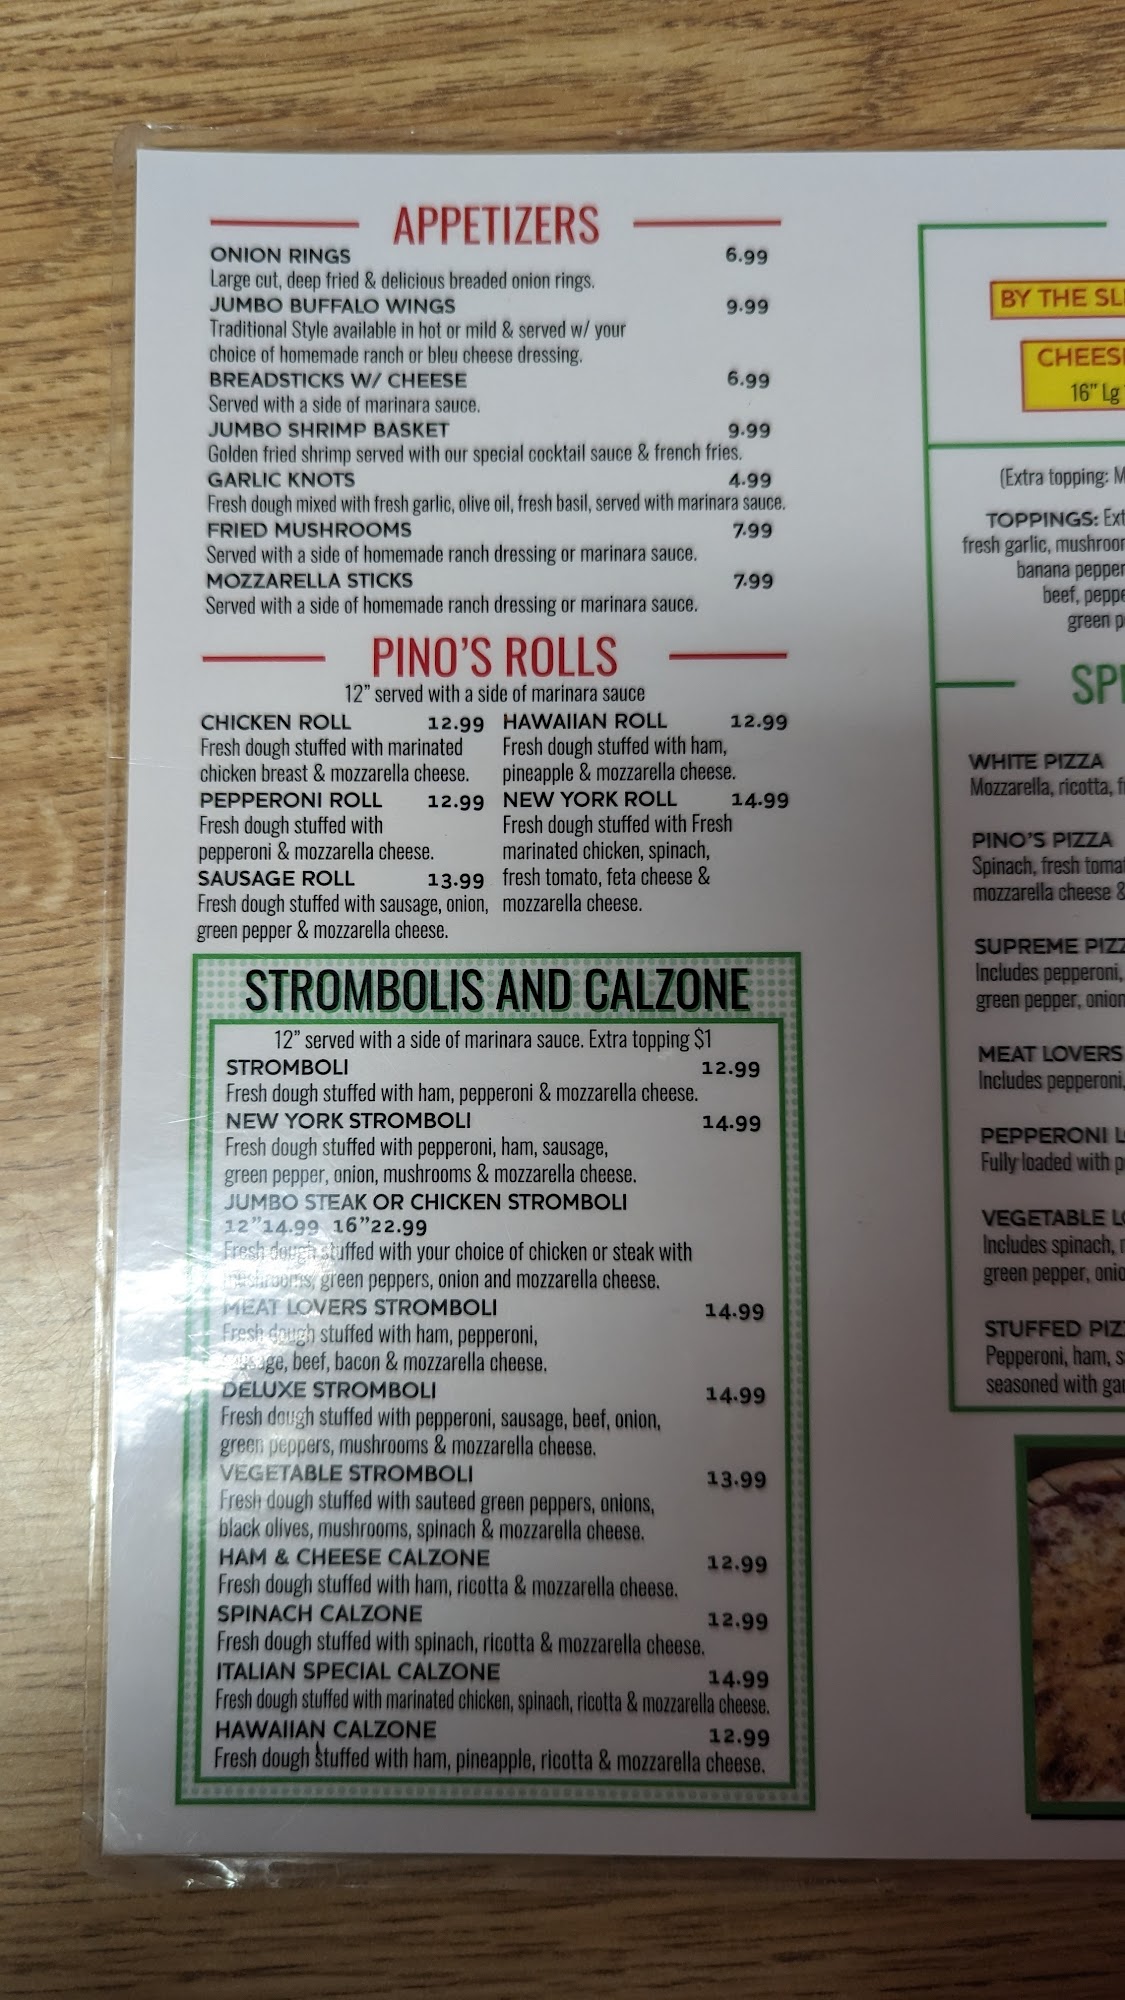 APPETIZERS
ONION RINGS 6.99
Large cut, deep fried & delicious breaded onion rings.
JUMBO BUFFALO WINGS 9.99
Traditional Style available in hot or mild & served w/ your
choice of homemade ranch or bleu cheese dressing.
BREADSTICKS W/ CHEESE 6.99
Served with a side of marinara sauce.
JUMBO SHRIMP BASKET 9.99
Golden fried shrimp served with our special cocktail sauce & french fries.
GARLIC KNOTS 4.99
Fresh dough mixed with fresh garlic, olive oil, fresh basil, served with marinara sauce.
FRIED MUSHROOMS 7.99
Served with a side of homemade ranch dressing or marinara sauce.
MOZZARELLA STICKS 7.99
Served with a side of homemade ranch dressing or marinara sauce.
PINO'S ROLLS
12" served with a side of marinara sauce
CHICKEN ROLL 12.99
Fresh dough stuffed with marinated
chicken breast & mozzarella cheese.
PEPPERONI ROLL 12.99
Fresh dough stuffed with
pepperoni & mozzarella cheese.
SAUSAGE ROLL 13.99
Fresh dough stuffed with sausage, onion,
green pepper & mozzarella cheese.
HAWAIIAN ROLL 12.99
Fresh dough stuffed with ham,
pineapple & mozzarella cheese.
NEW YORK ROLL 14.99
Fresh dough stuffed with Fresh
marinated chicken, spinach,
fresh tomato, feta cheese &
mozzarella cheese.
STROMBOLIS AND CALZONE
12" served with a side of marinara sauce. Extra topping $1
STROMBOLI 12.99
Fresh dough stuffed with ham, pepperoni & mozzarella cheese.
NEW YORK STROMBOLI 14.99
Fresh dough stuffed with pepperoni, ham, sausage,
green pepper, onion, mushrooms & mozzarella cheese.
JUMBO STEAK OR CHICKEN STROMBOLI
12"14.99 16"22.99
Fresh dough stuffed with your choice of chicken or steak with
mushrooms, green peppers, onion and mozzarella cheese.
MEAT LOVERS STROMBOLI 14.99
Fresh dough stuffed with ham, pepperoni,
sausage, beef, bacon & mozzarella cheese.
DELUXE STROMBOLI 14.99
Fresh dough stuffed with pepperoni, sausage, beef, onion,
green peppers, mushrooms & mozzarella cheese.
VEGETABLE STROMBOLI 13.99
Fresh dough stuffed with sauteed green peppers, onions,
black olives, mushrooms, spinach & mozzarella cheese.
HAM & CHEESE CALZONE 12.99
Fresh dough stuffed with ham, ricotta & mozzarella cheese.
SPINACH CALZONE 12.99
Fresh dough stuffed with spinach, ricotta & mozzarella cheese.
ITALIAN SPECIAL CALZONE 14.99
Fresh dough stuffed with marinated chicken, spinach, ricotta & mozzarella cheese.
HAWAIIAN CALZONE 12.99
Fresh dough stuffed with ham, pineapple, ricotta & mozzarella cheese.
BY THE
16" Lg
(Extra topping:
TOPPINGS:
fresh garlic,
banana
beef,
green
WHITE PIZZA
Mozzarella, ricotta,
PINO'S PIZZA
Spinach, fresh
mozzarella cheese &
SUPREME
Includes pepperoni,
green pepper,
MEAT LOVERS
Includes pepperoni,
PEPPERONI
Fully loaded with
VEGETABLE
Includes spinach,
green pepper,
STUFFED
Pepperoni, ham,
seasoned with